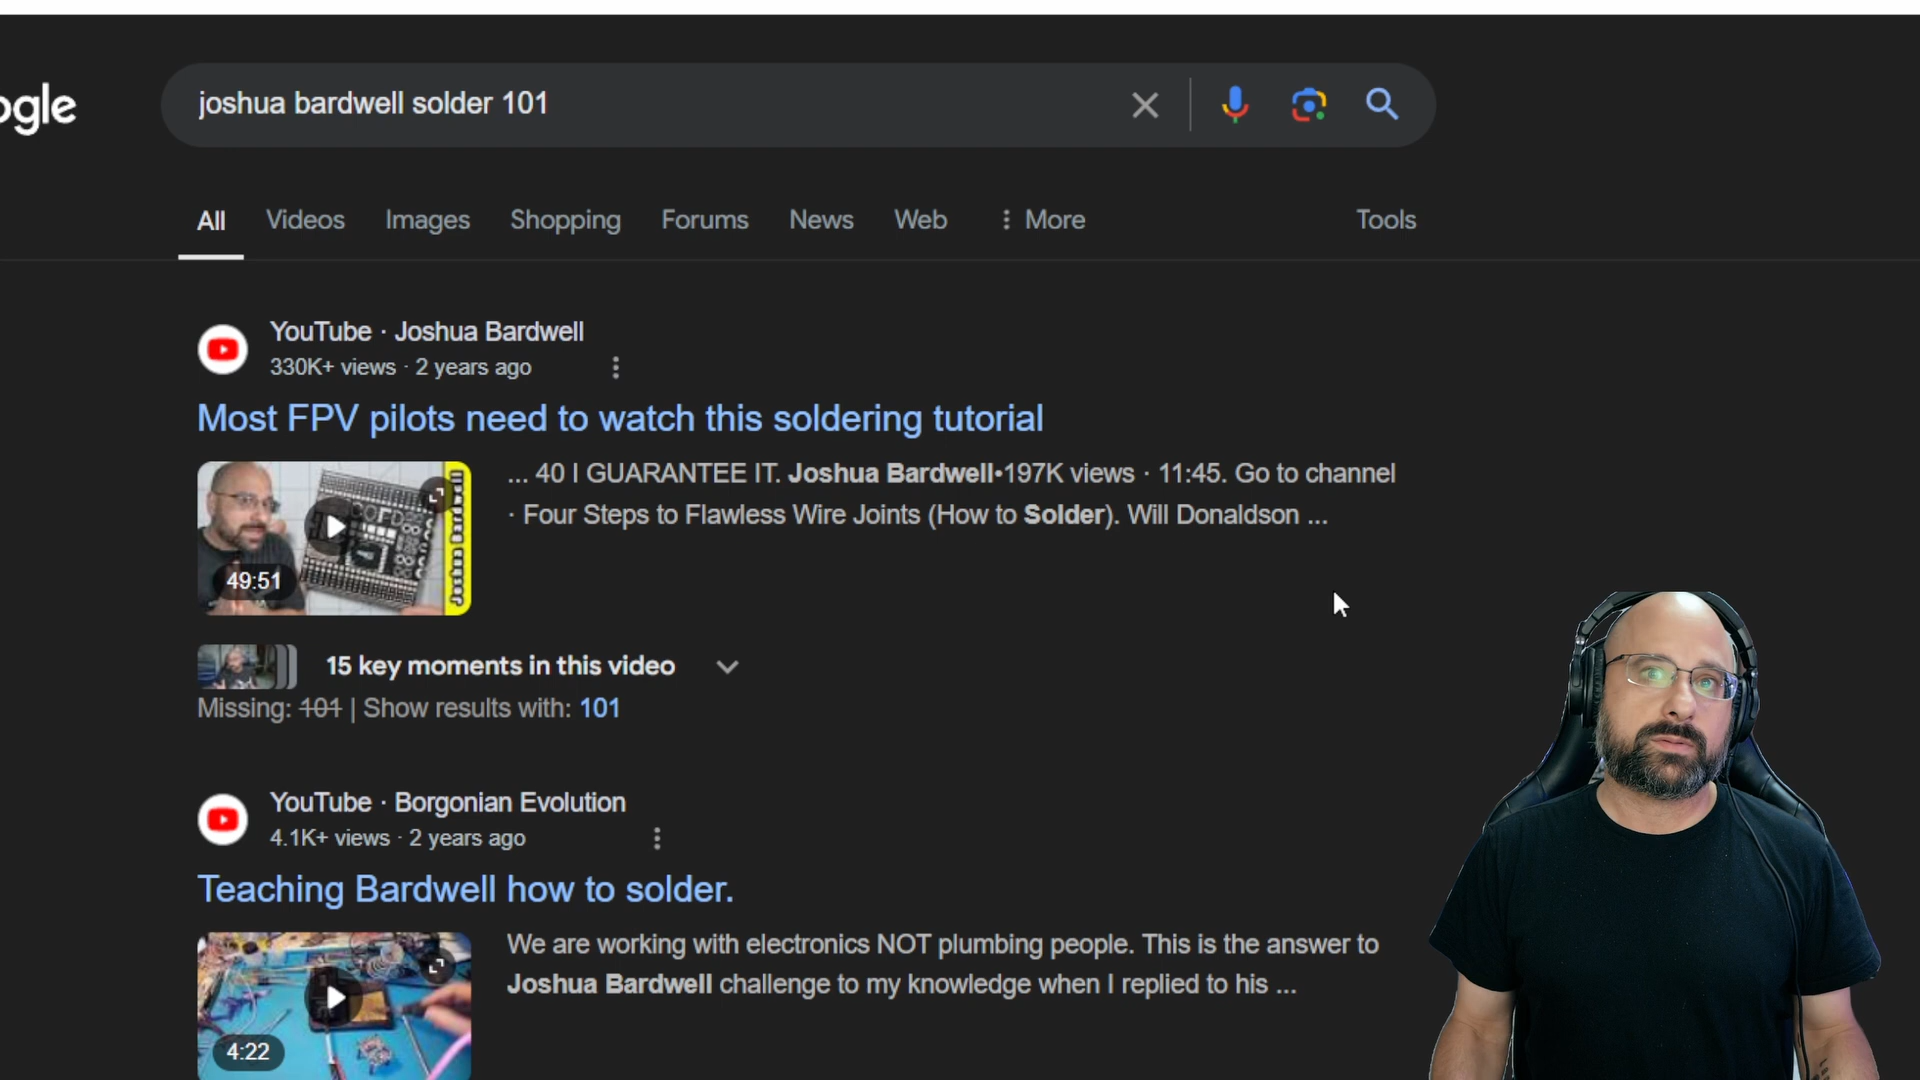 ogle
joshua bardwell solder 101
All Videos Images Shopping Forums News Web More Tools
YouTube · Joshua Bardwell
330K+ views · 2 years ago
Most FPV pilots need to watch this soldering tutorial
... 40 I GUARANTEE IT. Joshua Bardwell•197K views · 11:45. Go to channel
· Four Steps to Flawless Wire Joints (How to Solder). Will Donaldson ...
Joshua Bardwell
49:51
15 key moments in this video
Missing: 101 | Show results with: 101
YouTube · Borgonian Evolution
4.1K+ views · 2 years ago
Teaching Bardwell how to solder.
We are working with electronics NOT plumbing people. This is the answer to
Joshua Bardwell challenge to my knowledge when I replied to his ...
4:22